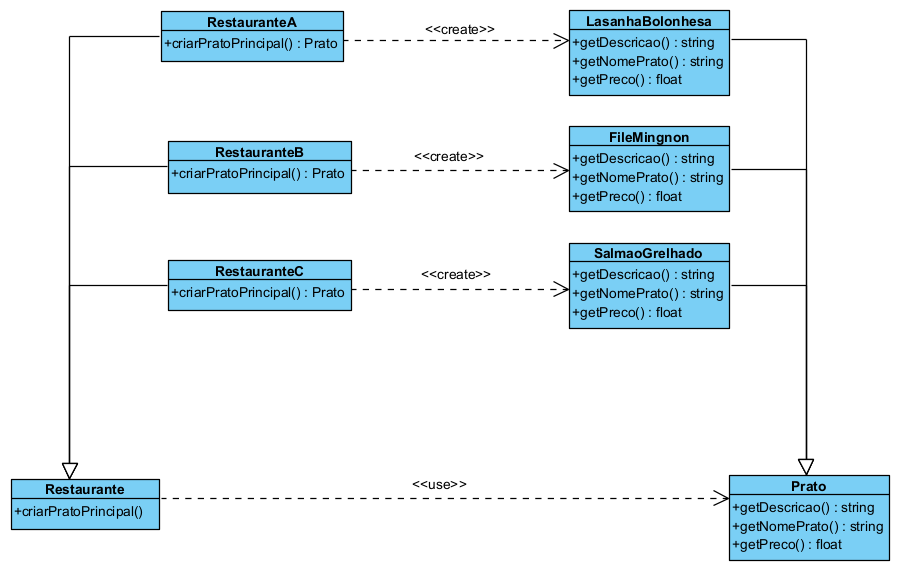 RestauranteA
+criarPratoPrincipal() : Prato
<<create>>
LasanhaBolonhesa
+getDescricao() : string
+getNomePrato() : string
+getPreco() : float
RestauranteB
+criarPratoPrincipal() : Prato
<<create>>
FileMingnon
+getDescricao() : string
+getNomePrato() : string
+getPreco() : float
RestauranteC
+criarPratoPrincipal() : Prato
<<create>>
SalmaoGrelhado
+getDescricao() : string
+getNomePrato() : string
+getPreco() : float
Restaurante
+criarPratoPrincipal()
<<use>>
Prato
+getDescricao() : string
+getNomePrato() : string
+getPreco() : float